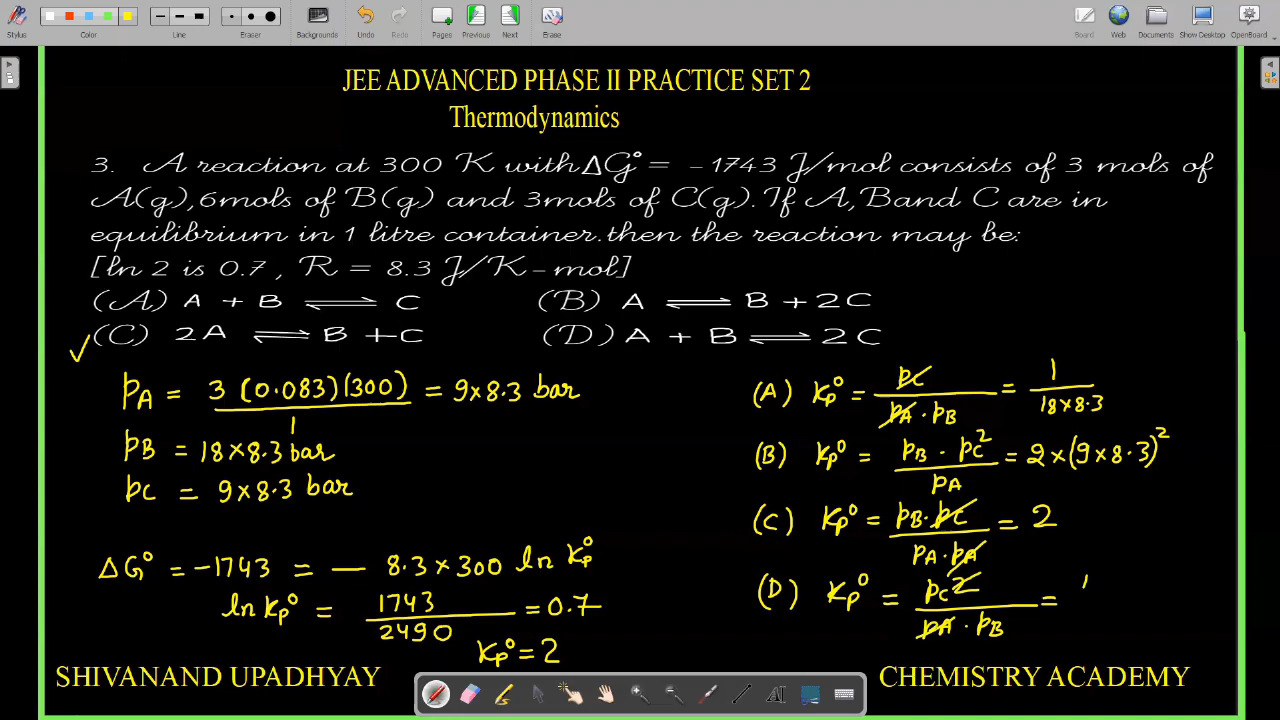 Stylus Color Line Eraser Backgrounds Undo Redo Pages Previous Next Erase Board Web Documents Show Desktop OpenBoard
JEE ADVANCED PHASE II PRACTICE SET 2
Thermodynamics
3. A reaction at 300 K with ΔG° = -1743 J/mol consists of 3 mols of
A(g),6mols of B(g) and 3mols of C(g).If A,Band C are in
equilibrium in 1 litre container.then the reaction may be:
[ln 2 is 0.7 , R = 8.3 J/K-mol]
(A) A + B ⇌ C (B) A ⇌ B + 2C
✓(C) 2A ⇌ B + C (D) A + B ⇌ 2C
pA = 3 (0.083)(300) / 1 = 9×8.3 bar
pB = 18×8.3 bar
pC = 9×8.3 bar
ΔG° = -1743 = — 8.3×300 ln Kp°
ln Kp° = 1743 / 2490 = 0.7
Kp° = 2
(A) Kp° = pC / pA · pB = 1 / 18×8.3
(B) Kp° = pB · pC² / pA = 2×(9×8.3)²
(C) Kp° = pB·pC / pA·pA = 2
(D) Kp° = pC² / pA · pB =
SHIVANAND UPADHYAY
CHEMISTRY ACADEMY